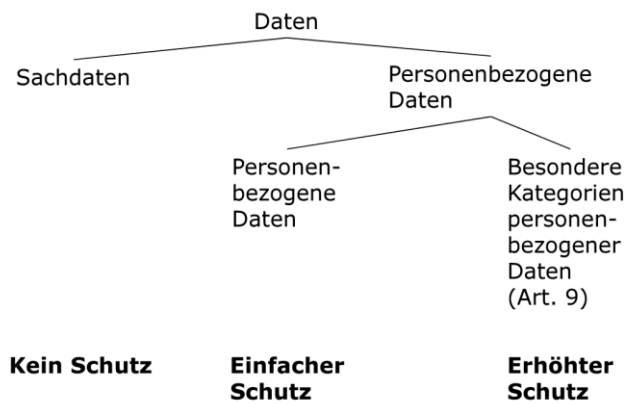 Daten
Sachdaten
Personenbezogene
Daten
Personen-
bezogene
Daten
Besondere
Kategorien
personen-
bezogener
Daten
(Art. 9)
Kein Schutz
Einfacher
Schutz
Erhöhter
Schutz